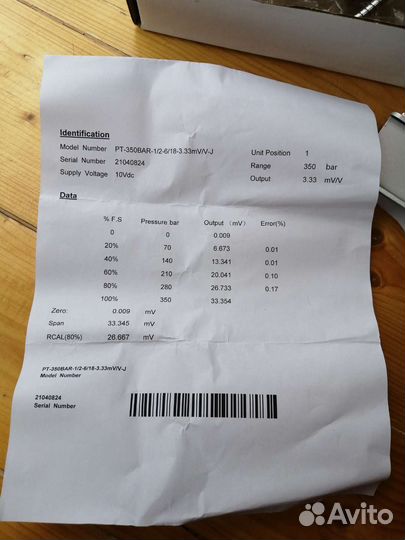 Identification
Model Number PT-350BAR-1/2-6/18-3.33mV/V-J Unit Position 1
Serial Number 21040824 Range 350 bar
Supply Voltage 10Vdc Output 3.33 mV/V
Data
% F.S Pressure bar Output (mV) Error(%)
0 0 0.009
20% 70 6.673 0.01
40% 140 13.341 0.01
60% 210 20.041 0.10
80% 280 26.733 0.17
100% 350 33.354
Zero: 0.009 mV
Span 33.345 mV
RCAL(80%) 26.667 mV
PT-350BAR-1/2-6/18-3.33mV/V-J
Model Number
21040824
Serial Number
Avito